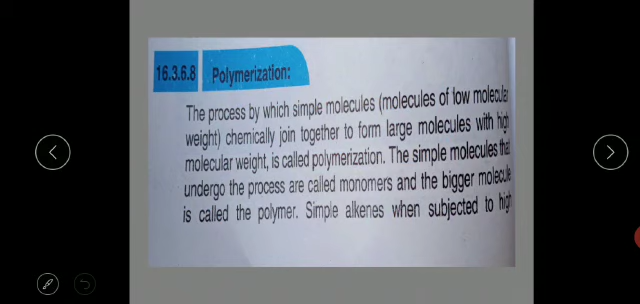 16.3.6.8 Polymerization:
The process by which simple molecules (molecules of low molecular
weight) chemically join together to form large molecules with high
molecular weight, is called polymerization. The simple molecules that
undergo the process are called monomers and the bigger molecule
is called the polymer. Simple alkenes when subjected to high